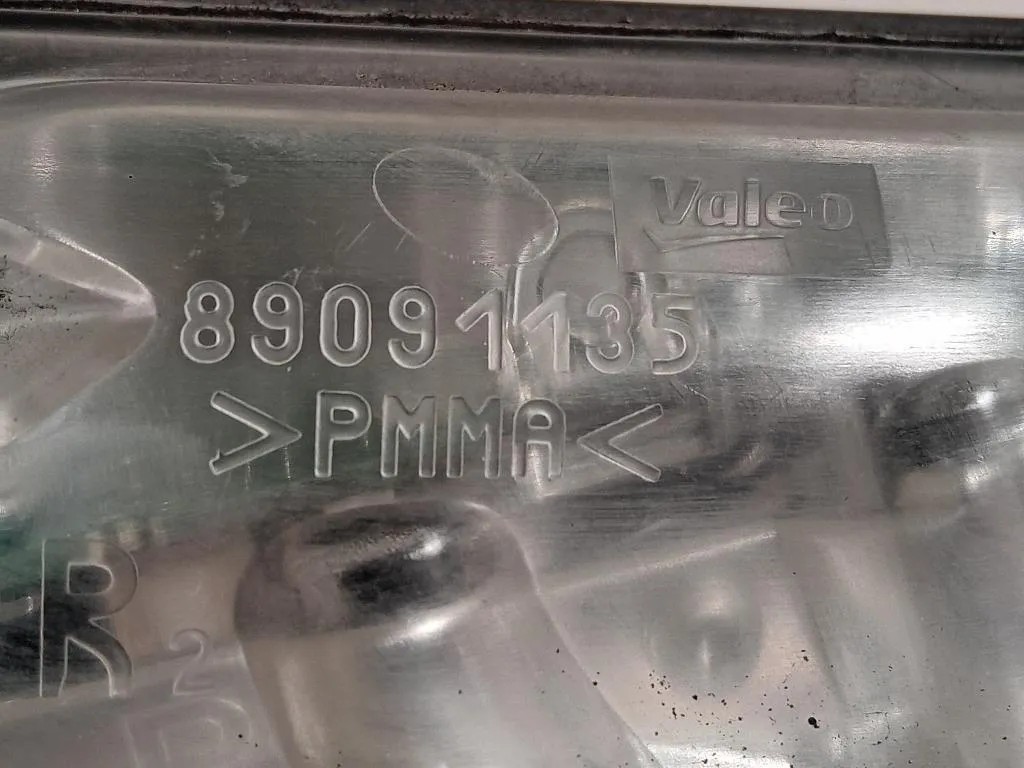 Valeo
89091135
>PMMA<
R
2